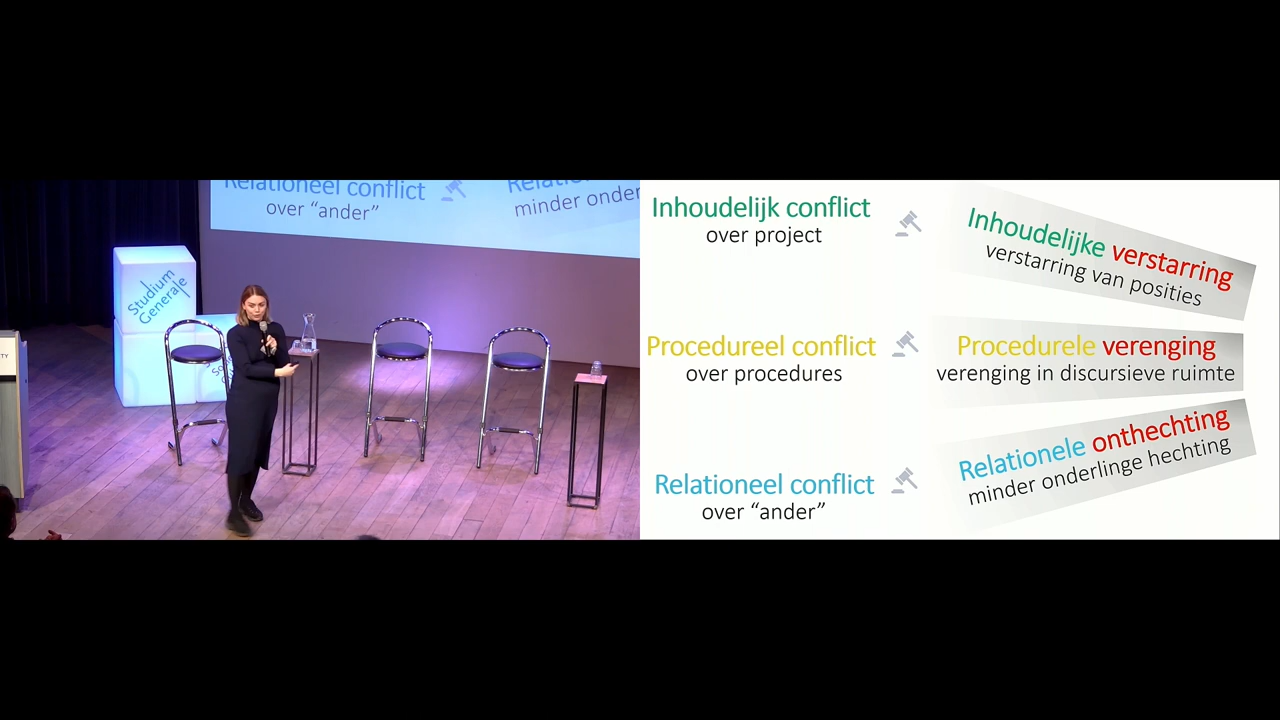 Relationeel conflict
over “ander”
minder onder
Studium
Generale
TY
Inhoudelijk conflict
over project
Inhoudelijke verstarring
verstarring van posities
Procedureel conflict
over procedures
Procedurele verenging
verenging in discursieve ruimte
Relationeel conflict
over “ander”
Relationele onthechting
minder onderlinge hechting